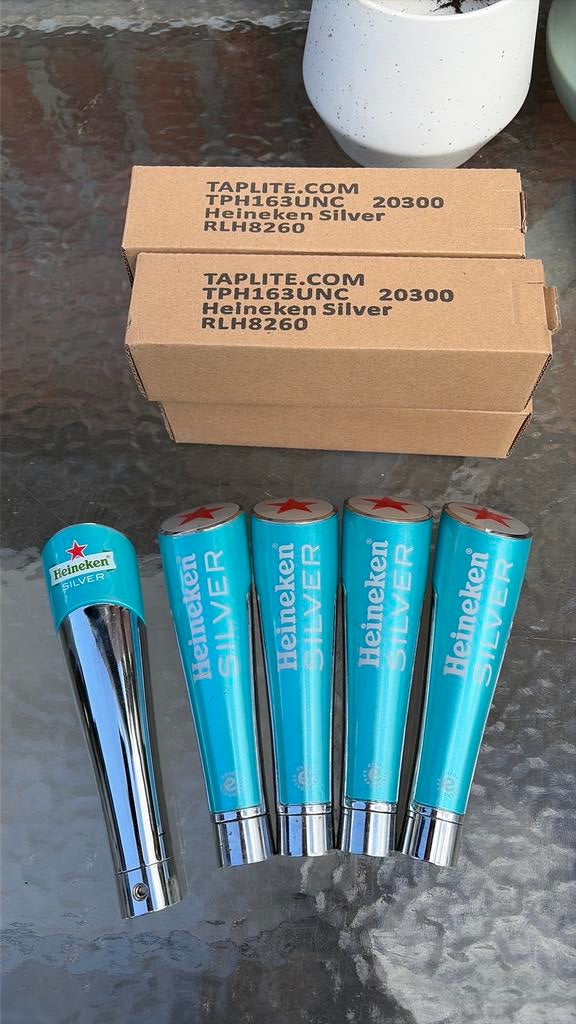 TAPLITE.COM
TPH163UNC 20300
Heineken Silver
RLH8260
TAPLITE.COM
TPH163UNC 20300
Heineken Silver
RLH8260
Heineken®
SILVER
Heineken®
SILVER
Heineken®
SILVER
Heineken®
SILVER
Heineken®
SILVER